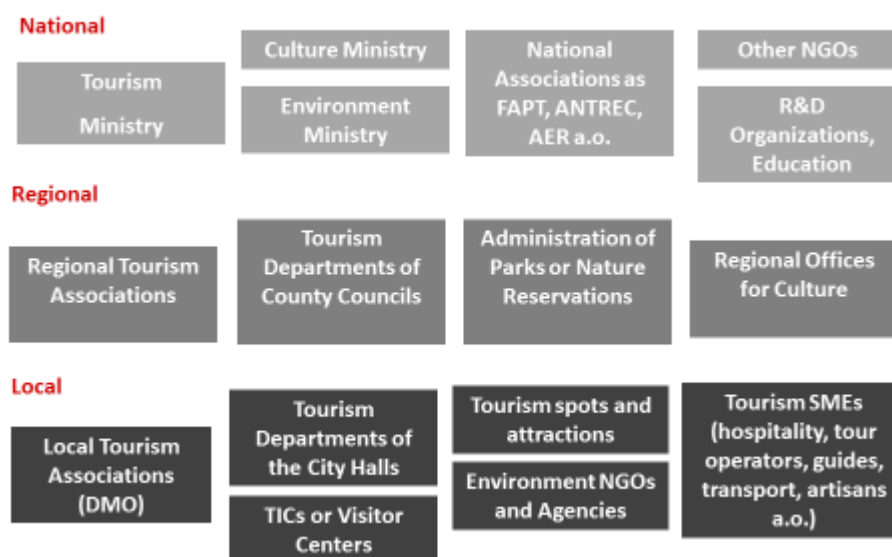 National
Tourism
Ministry
Culture Ministry
Environment
Ministry
National
Associations as
FAPT, ANTREC,
AER a.o.
Other NGOs
R&D
Organizations,
Education
Regional
Regional Tourism
Associations
Tourism
Departments of
County Councils
Administration of
Parks or Nature
Reservations
Regional Offices
for Culture
Local
Local Tourism
Associations
(DMO)
Tourism
Departments of
the City Halls
TICs or Visitor
Centers
Tourism spots and
attractions
Environment NGOs
and Agencies
Tourism SMEs
(hospitality, tour
operators, guides,
transport, artisans
a.o.)